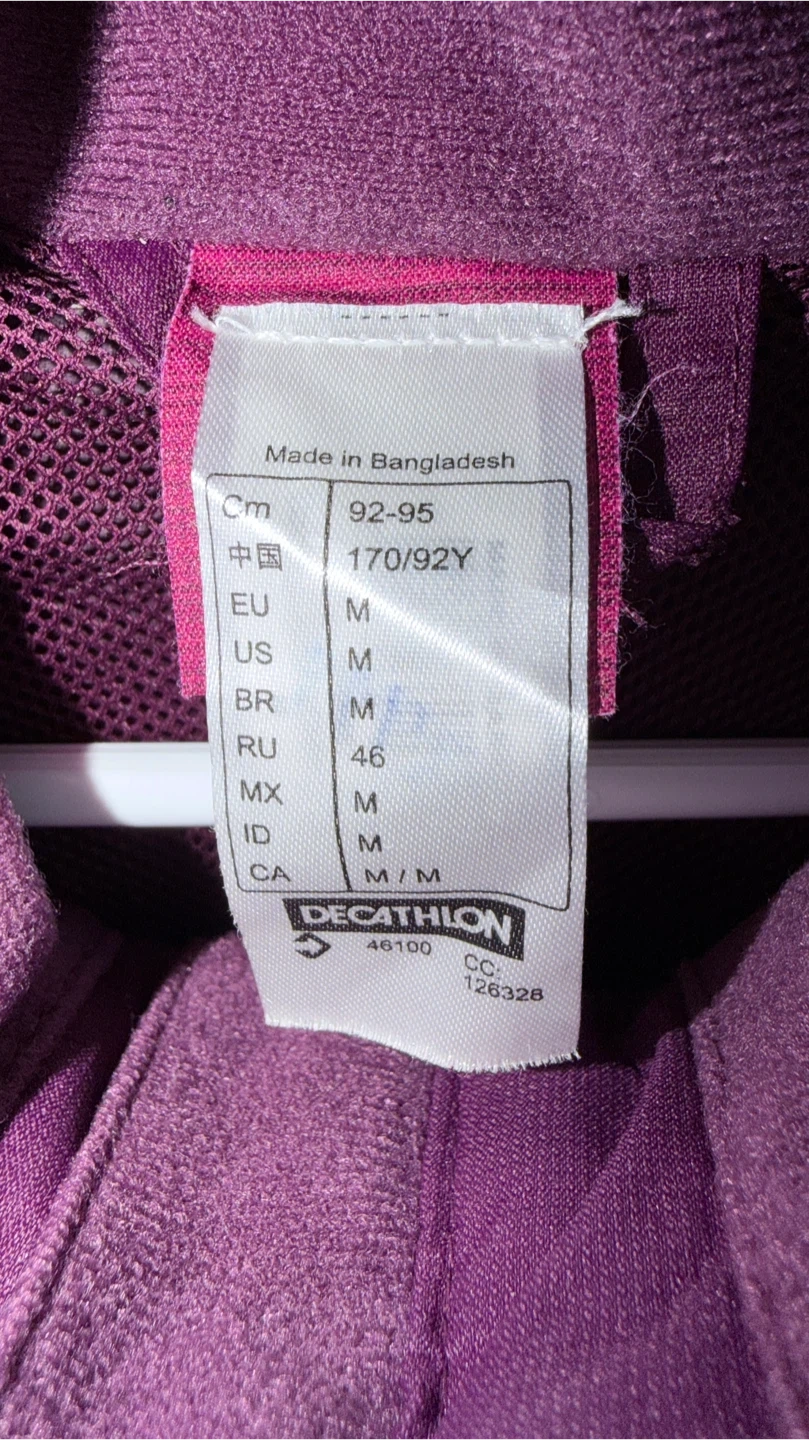 Made in Bangladesh
Cm 92-95
中国 170/92Y
EU M
US M
BR M
RU 46
MX M
ID M
CA M / M
DECATHLON
46100
CC:
126328